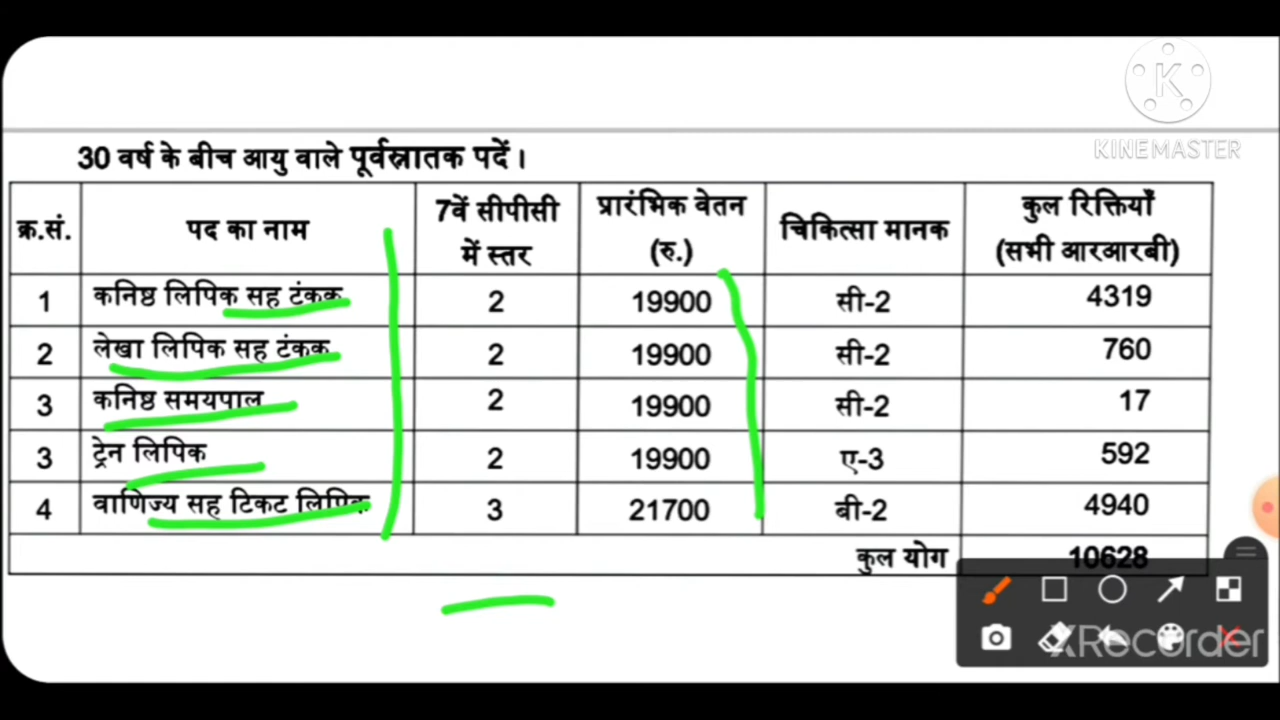 K
KINEMASTER
30 वर्ष के बीच आयु वाले पूर्वस्नातक पदें।
क्र.सं. पद का नाम 7वें सीपीसी में स्तर प्रारंभिक वेतन (रु.) चिकित्सा मानक कुल रिक्तियाँ (सभी आरआरबी)
1 कनिष्ठ लिपिक सह टंकक 2 19900 सी-2 4319
2 लेखा लिपिक सह टंकक 2 19900 सी-2 760
3 कनिष्ठ समयपाल 2 19900 सी-2 17
3 ट्रेन लिपिक 2 19900 ए-3 592
4 वाणिज्य सह टिकट लिपिक 3 21700 बी-2 4940
कुल योग 10628
XRecorder